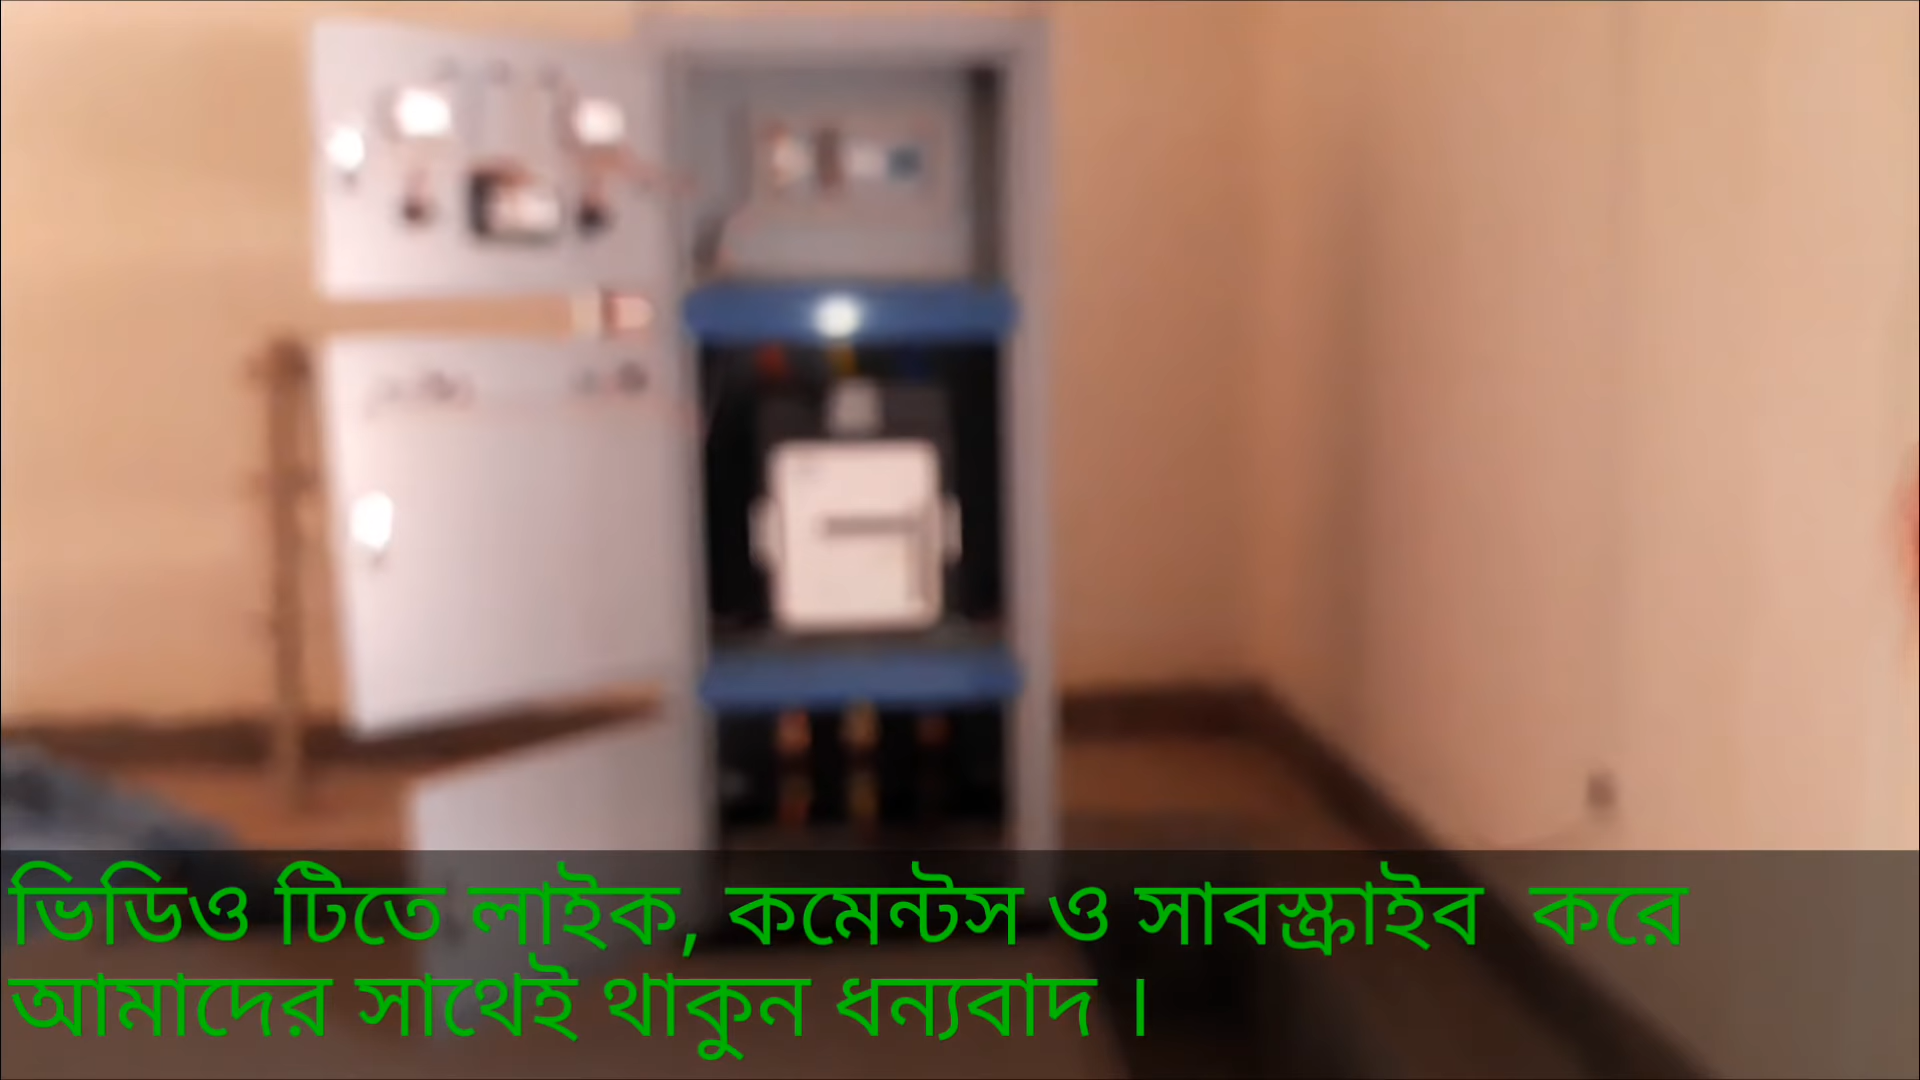 ভিডিও টিতে লাইক, কমেন্টস ও সাবস্ক্রাইব করে
আমাদের সাথেই থাকুন ধন্যবাদ ।